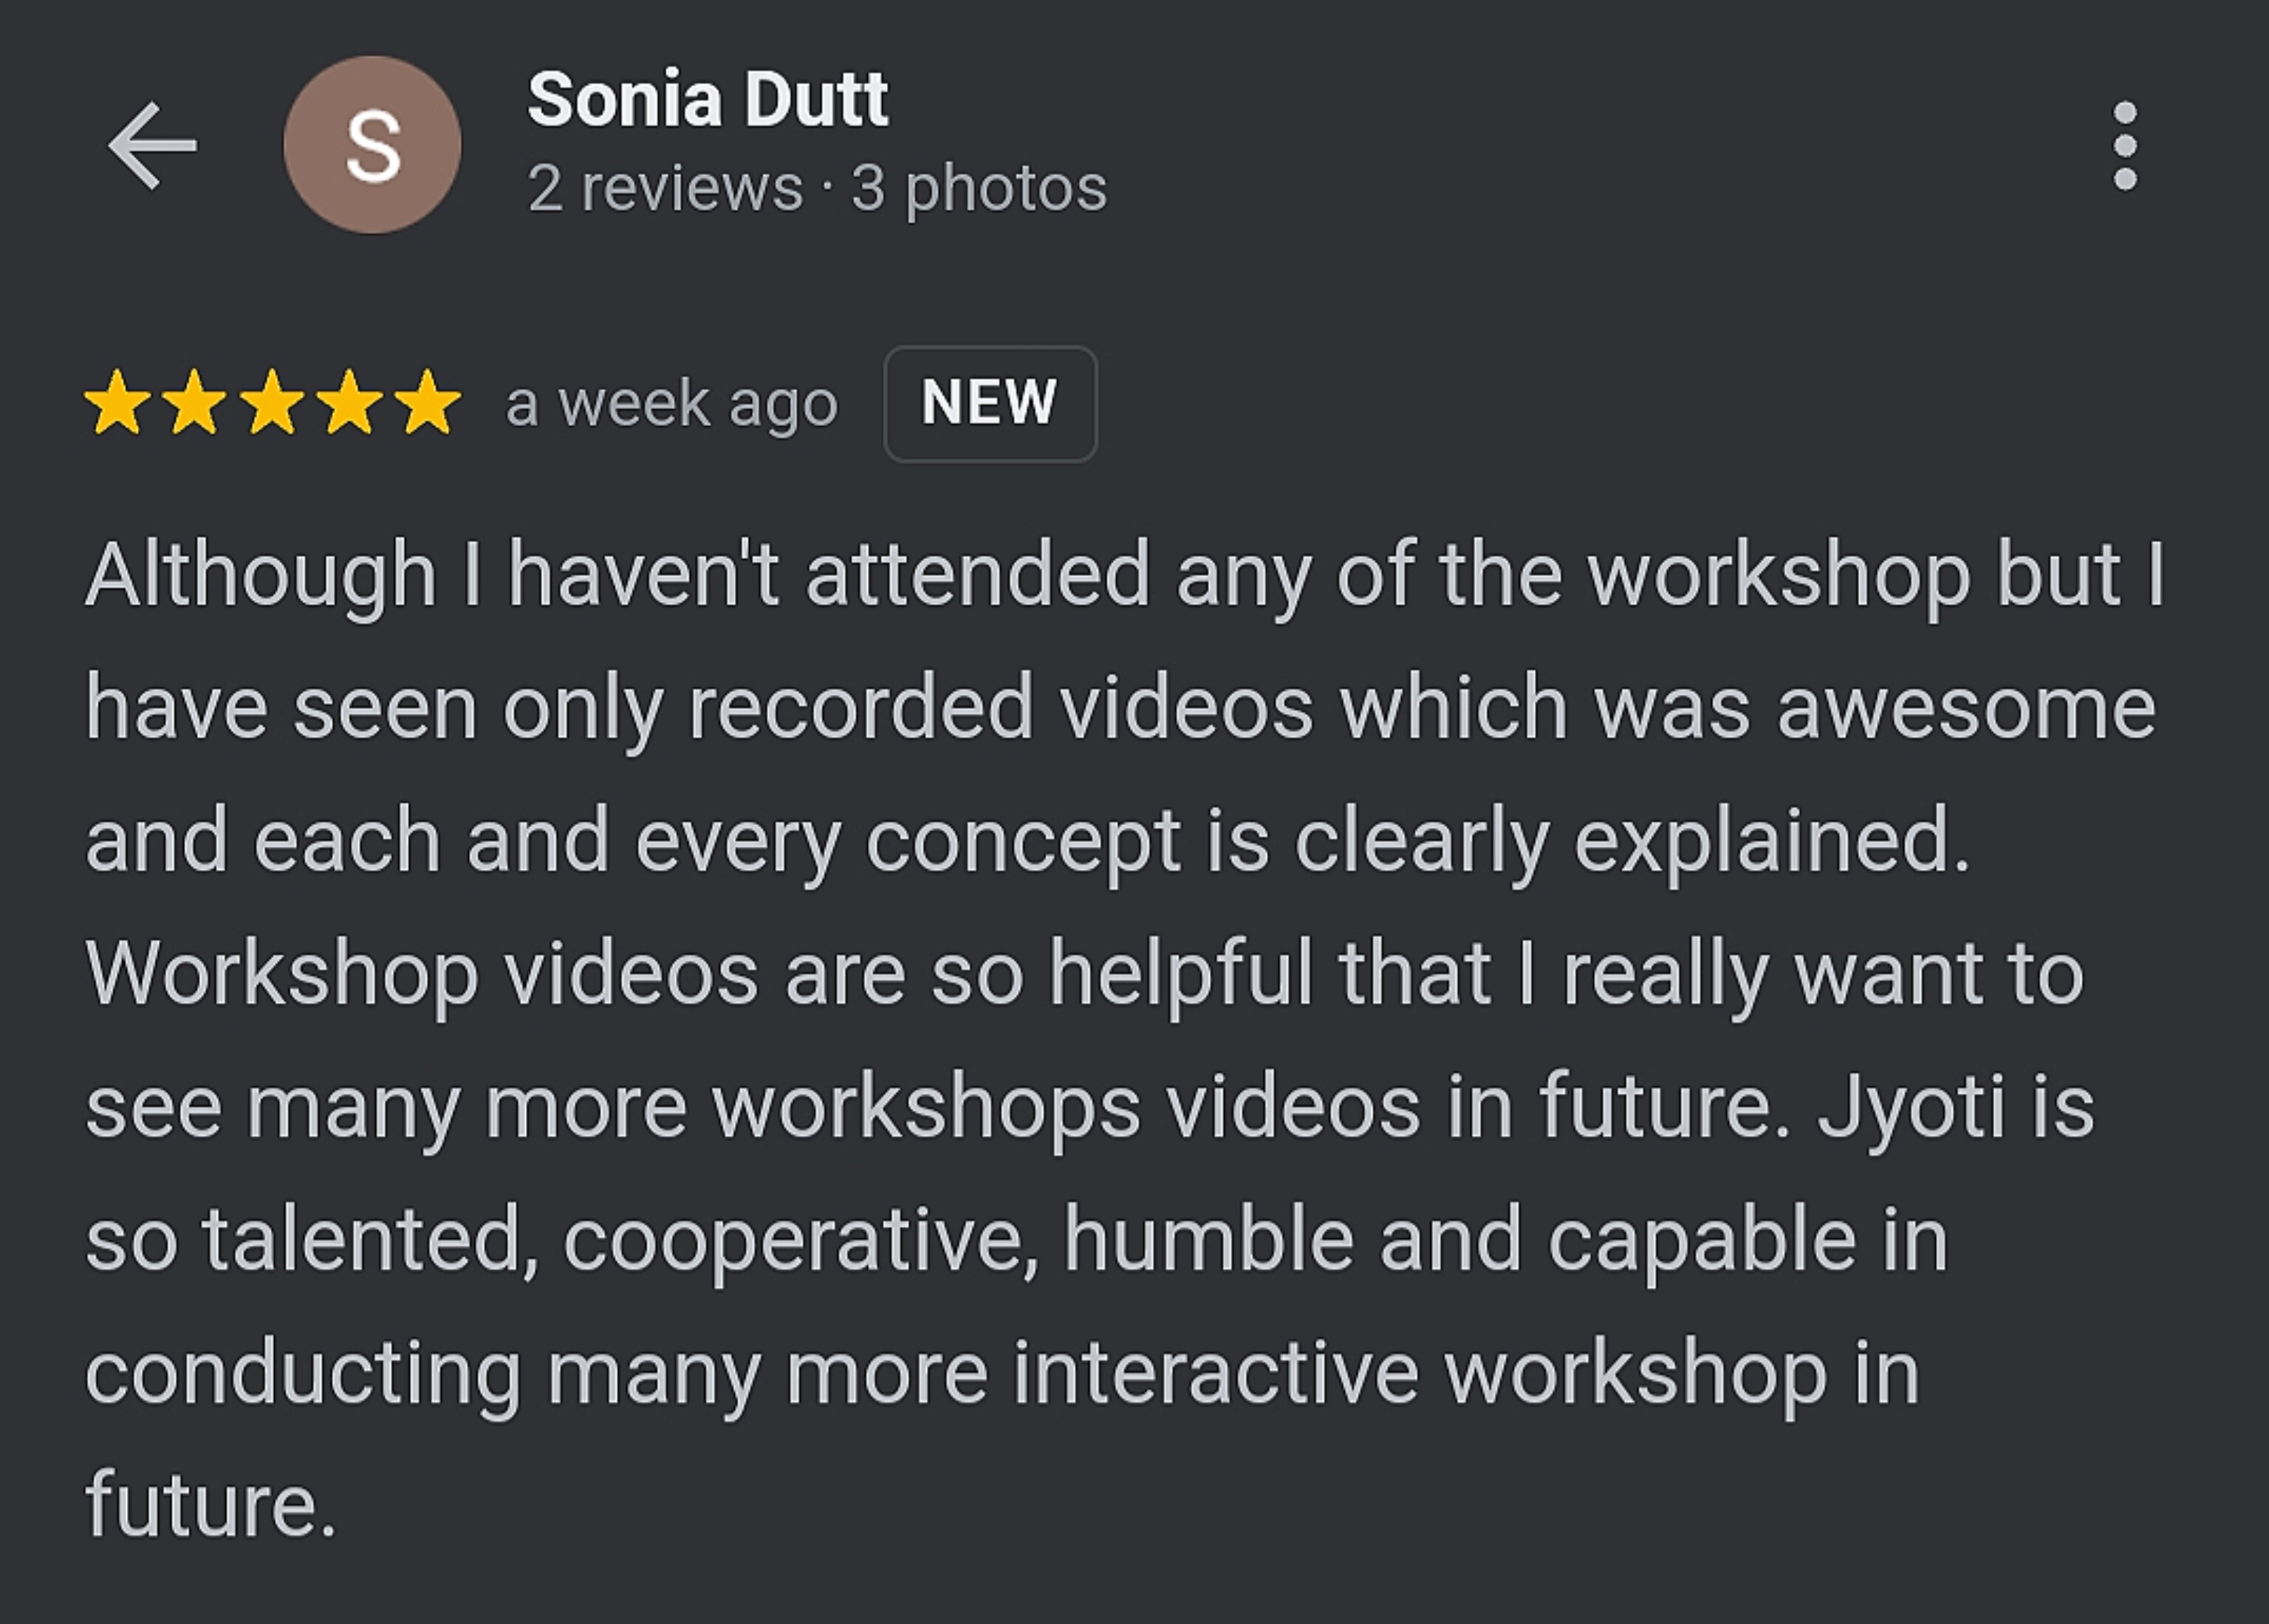 S
Sonia Dutt
2 reviews · 3 photos
a week ago NEW
Although I haven't attended any of the workshop but I
have seen only recorded videos which was awesome
and each and every concept is clearly explained.
Workshop videos are so helpful that I really want to
see many more workshops videos in future. Jyoti is
so talented, cooperative, humble and capable in
conducting many more interactive workshop in
future.